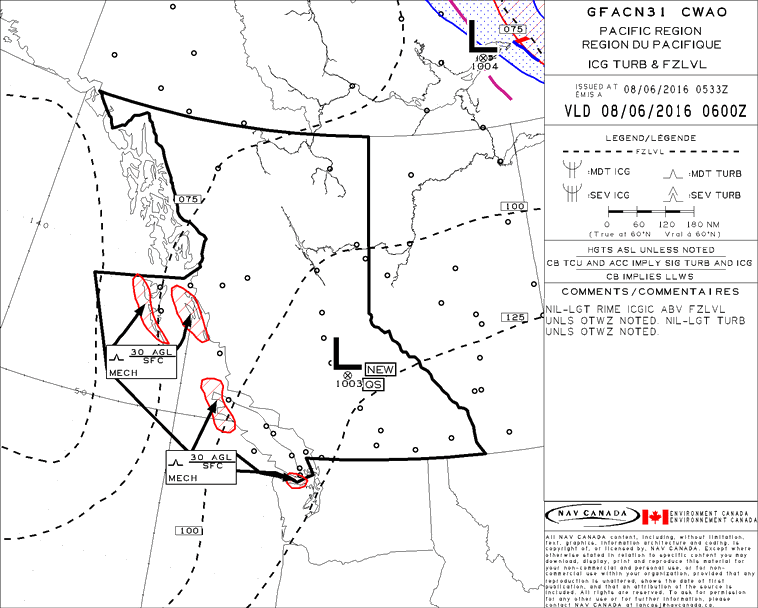 GFACN31 CWAO
PACIFIC REGION
REGION DU PACIFIQUE
ICG TURB & FZLVL
ISSUED AT
ÉMIS A
08/06/2016 0533Z
VLD 08/06/2016 0600Z
LEGEND/LÉGENDE
FZLVL
:MDT ICG
:MDT TURB
:SEV ICG
:SEV TURB
0 60 120 180 NM
(True at 60°N Vrai à 60°N)
HGTS ASL UNLESS NOTED
CB TCU AND ACC IMPLY SIG TURB AND ICG
CB IMPLIES LLWS
COMMENTS/COMMENTAIRES
NIL-LGT RIME ICGIC ABV FZLVL
UNLS OTWZ NOTED. NIL-LGT TURB
UNLS OTWZ NOTED.
NAV CANADA
ENVIRONMENT CANADA
ENVIRONNEMENT CANADA
All NAV CANADA content, including, without limitation,
text, graphics, information architecture and coding, is
copyright of, or licensed by, NAV CANADA. Except where
otherwise stated in relation to specific content you may
download, display, print and reproduce this material for
your non-commercial and personal use, or for non-
commercial use within your organization, provided that any
reproduction is unaltered, shows the date of first
publication, and that an attribution of the source is
included. All rights are reserved. To ask for permission
for any other use or for further information, please
contact NAV CANADA at
075
L
1004
140
075
100
125
30 AGL
SFC
MECH
L
1003
NEW
QS
50
30 AGL
SFC
MECH
100